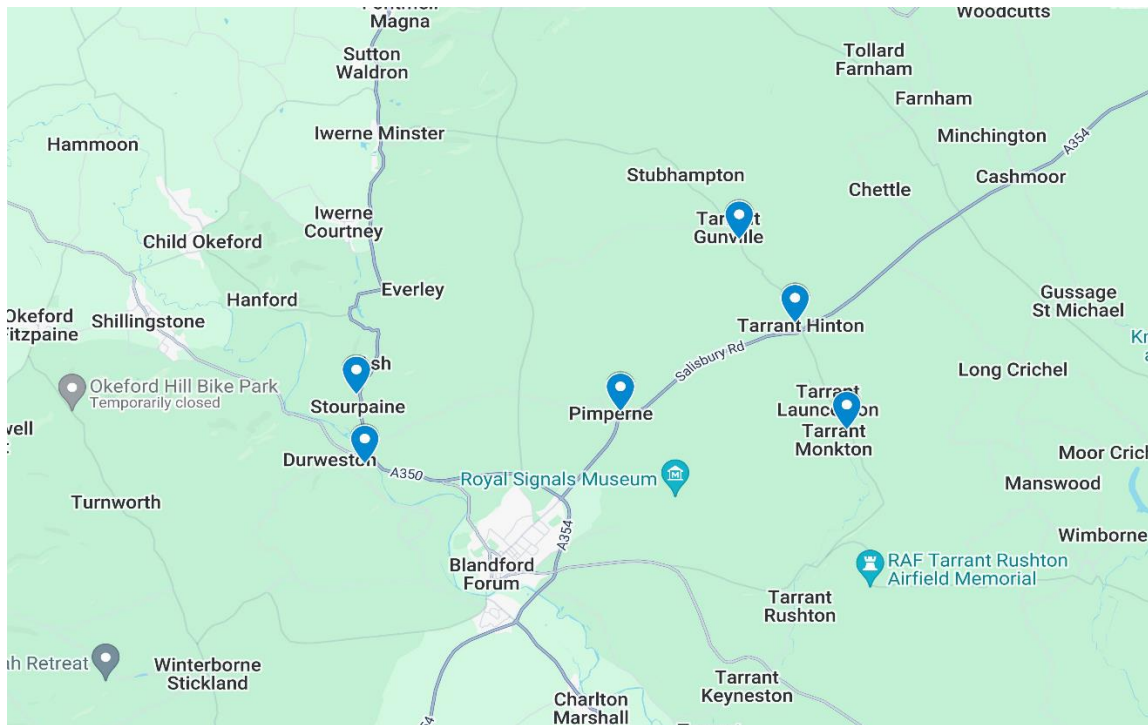 Magna
WOODCUTTS
Sutton
Waldron
Tollard
Farnham
Farnham
Iwerne Minster
Minchington
A354
Hammoon
Stubhampton
Cashmoor
Chettle
Iwerne
Courtney
Gunville
Child Okeford
Everley
Hanford
Gussage
St Michael
Okeford
Fitzpaine
Shillingstone
Tarrant Hinton
Salisbury Rd
Long Crichel
Okeford Hill Bike Park
Temporarily closed
Stourpaine
Pimperne
Tarrant
Tarrant
Monkton
Durweston
A350
Royal Signals Museum
Moor Crich
Manswood
Turnworth
Wimborne
A354
Blandford
Forum
RAF Tarrant Rushton
Airfield Memorial
Tarrant
Rushton
ah Retreat
Winterborne
Stickland
Tarrant
Keyneston
Charlton
Marshall